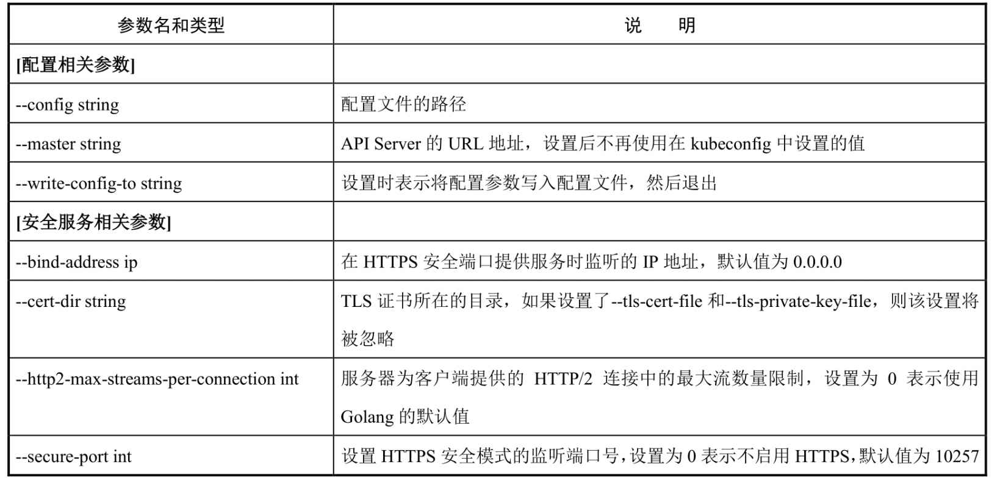 参数名和类型
说 明
[配置相关参数]
--config string
配置文件的路径
--master string
API Server 的 URL 地址，设置后不再使用在 kubeconfig 中设置的值
--write-config-to string
设置时表示将配置参数写入配置文件，然后退出
[安全服务相关参数]
--bind-address ip
在 HTTPS 安全端口提供服务时监听的 IP 地址，默认值为 0.0.0.0
--cert-dir string
TLS 证书所在的目录，如果设置了--tls-cert-file 和--tls-private-key-file，则该设置将
被忽略
--http2-max-streams-per-connection int
服务器为客户端提供的 HTTP/2 连接中的最大流数量限制，设置为 0 表示使用
Golang 的默认值
--secure-port int
设置 HTTPS 安全模式的监听端口号，设置为 0 表示不启用 HTTPS，默认值为 10257